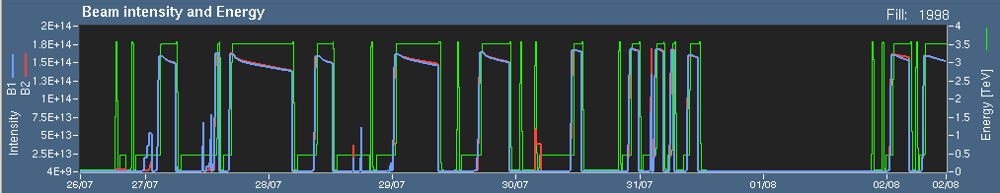 Beam intensity and Energy
Fill: 1998
2E+14
1.8E+14
1.5E+14
1.3E+14
1E+14
7.5E+13
5E+13
2.5E+13
4E+9
Intensity B1
B2
4
3.5
3
2.5
2
1.5
1
0.5
0
Energy [TeV]
26/07 27/07 28/07 29/07 30/07 31/07 01/08 02/08 02/08